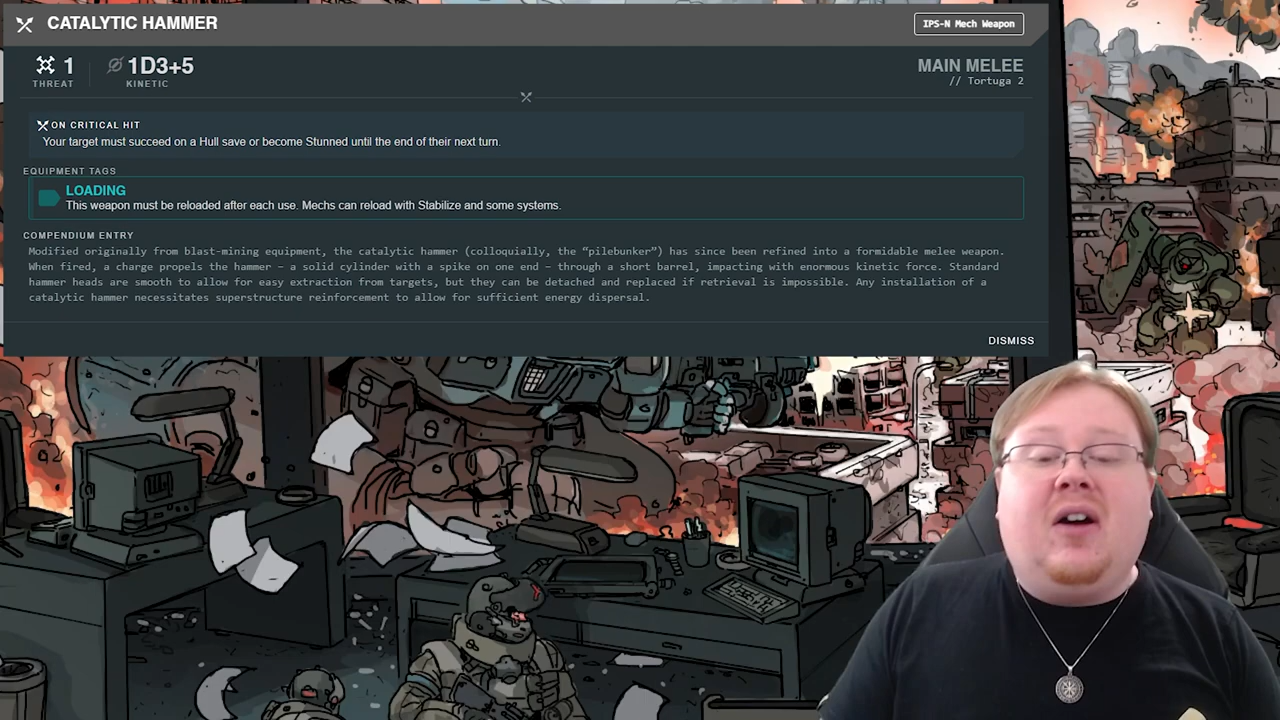 CATALYTIC HAMMER
IPS-N Mech Weapon
1
THREAT
1D3+5
KINETIC
MAIN MELEE
// Tortuga 2
ON CRITICAL HIT
Your target must succeed on a Hull save or become Stunned until the end of their next turn.
EQUIPMENT TAGS
LOADING
This weapon must be reloaded after each use. Mechs can reload with Stabilize and some systems.
COMPENDIUM ENTRY
Modified originally from blast-mining equipment, the catalytic hammer (colloquially, the “pilebunker”) has since been refined into a formidable melee weapon.
When fired, a charge propels the hammer – a solid cylinder with a spike on one end – through a short barrel, impacting with enormous kinetic force. Standard
hammer heads are smooth to allow for easy extraction from targets, but they can be detached and replaced if retrieval is impossible. Any installation of a
catalytic hammer necessitates superstructure reinforcement to allow for sufficient energy dispersal.
DISMISS